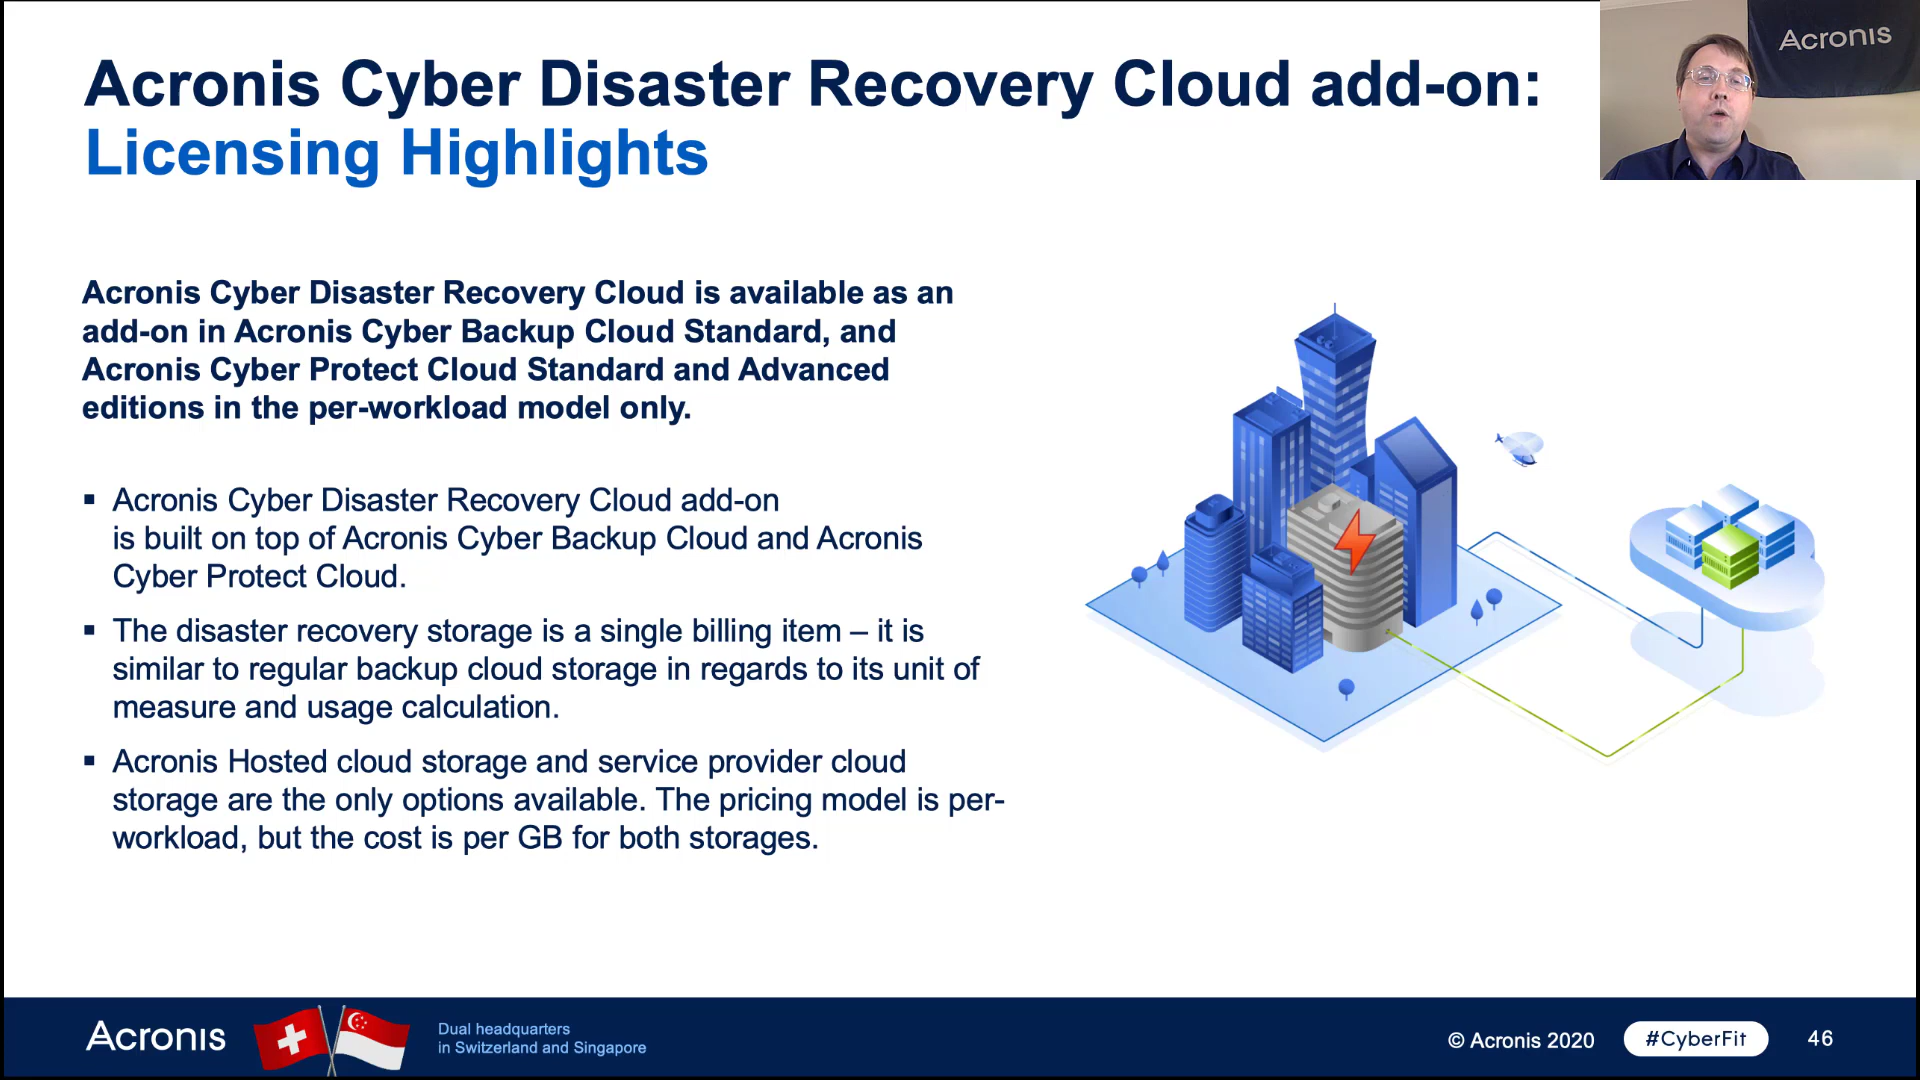 Acronis Cyber Disaster Recovery Cloud add-on:
Licensing Highlights
Acronis
Acronis Cyber Disaster Recovery Cloud is available as an
add-on in Acronis Cyber Backup Cloud Standard, and
Acronis Cyber Protect Cloud Standard and Advanced
editions in the per-workload model only.
▪ Acronis Cyber Disaster Recovery Cloud add-on
is built on top of Acronis Cyber Backup Cloud and Acronis
Cyber Protect Cloud.
▪ The disaster recovery storage is a single billing item – it is
similar to regular backup cloud storage in regards to its unit of
measure and usage calculation.
▪ Acronis Hosted cloud storage and service provider cloud
storage are the only options available. The pricing model is per-
workload, but the cost is per GB for both storages.
Acronis
Dual headquarters
in Switzerland and Singapore
© Acronis 2020
#CyberFit
46